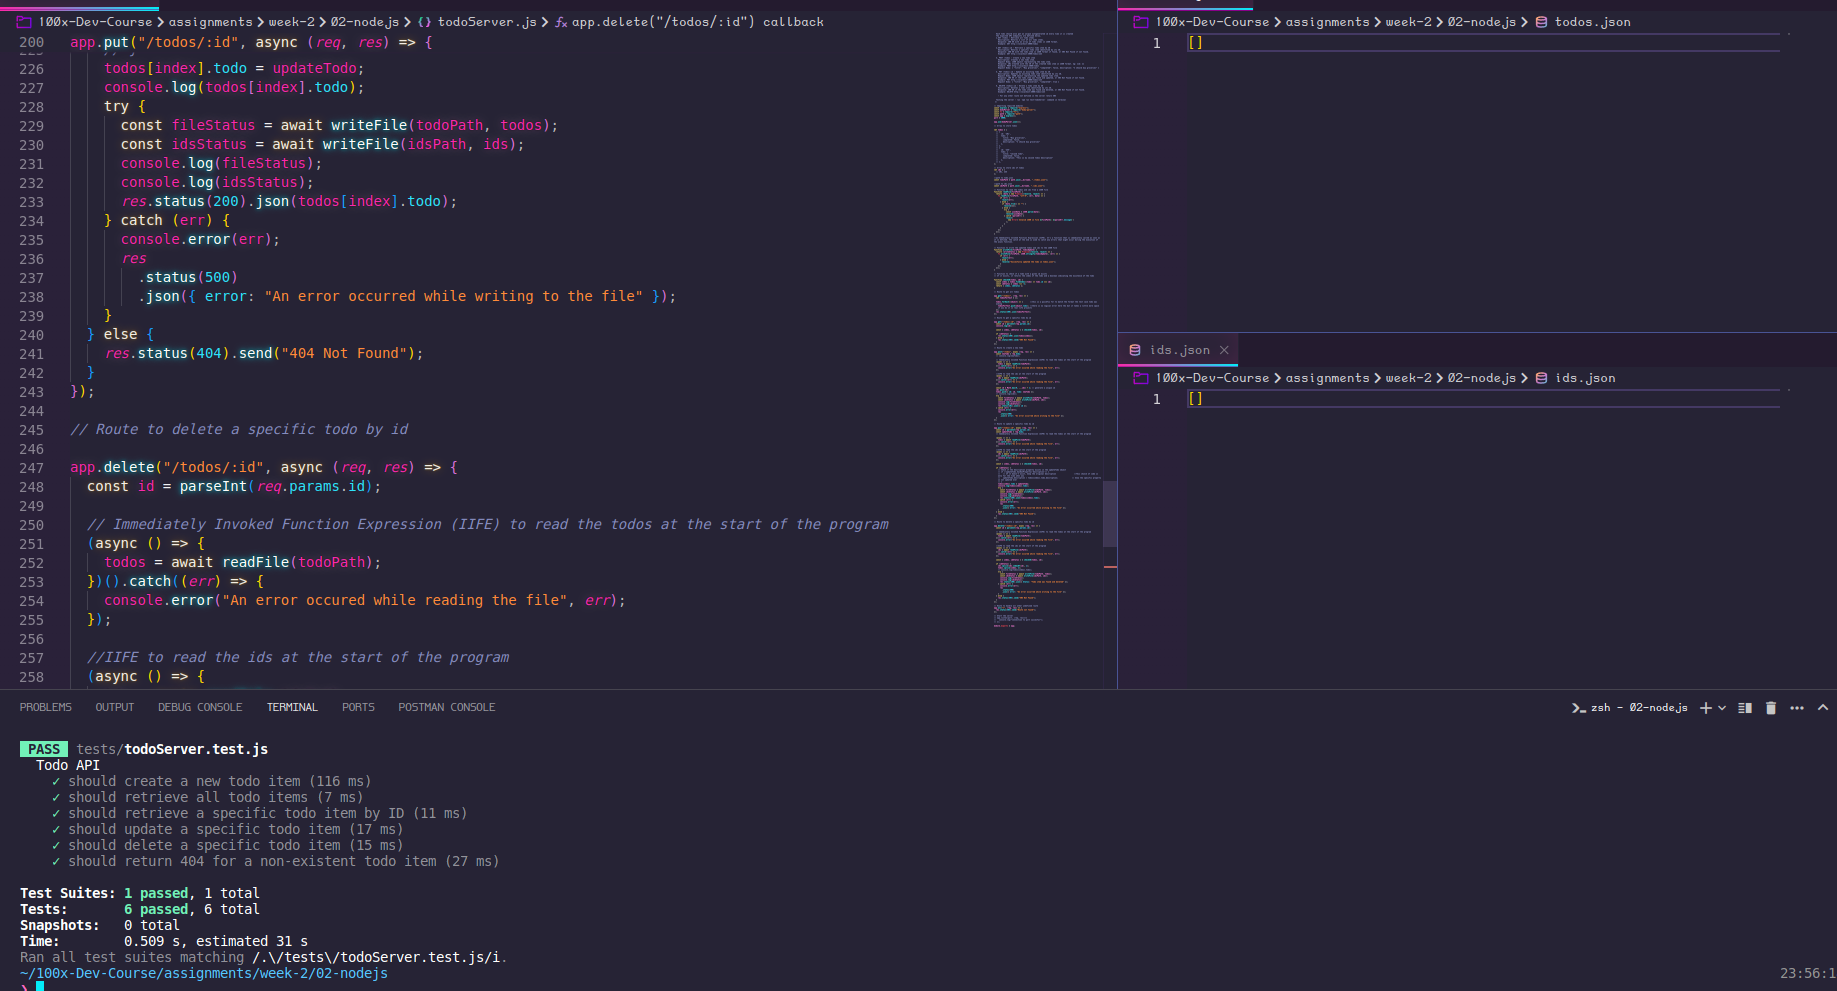 100x-Dev-Course > assignments > week-2 > 02-nodejs > {} todoServer.js > app.delete("/todos/:id") callback
200 app.put("/todos/:id", async (req, res) => {
226 todos[index].todo = updateTodo;
227 console.log(todos[index].todo);
228 try {
229 const fileStatus = await writeFile(todoPath, todos);
230 const idsStatus = await writeFile(idsPath, ids);
231 console.log(fileStatus);
232 console.log(idsStatus);
233 res.status(200).json(todos[index].todo);
234 } catch (err) {
235 console.error(err);
236 res
237 .status(500)
238 .json({ error: "An error occurred while writing to the file" });
239 }
240 } else {
241 res.status(404).send("404 Not Found");
242 }
243 });
244
245 // Route to delete a specific todo by id
246
247 app.delete("/todos/:id", async (req, res) => {
248 const id = parseInt(req.params.id);
249
250 // Immediately Invoked Function Expression (IIFE) to read the todos at the start of the program
251 (async () => {
252 todos = await readFile(todoPath);
253 })().catch((err) => {
254 console.error("An error occured while reading the file", err);
255 });
256
257 //IIFE to read the ids at the start of the program
258 (async () => {
100x-Dev-Course > assignments > week-2 > 02-nodejs > todos.json
1 []
ids.json
100x-Dev-Course > assignments > week-2 > 02-nodejs > ids.json
1 []
PROBLEMS OUTPUT DEBUG CONSOLE TERMINAL PORTS POSTMAN CONSOLE
zsh - 02-nodejs
PASS tests/todoServer.test.js
Todo API
✓ should create a new todo item (116 ms)
✓ should retrieve all todo items (7 ms)
✓ should retrieve a specific todo item by ID (11 ms)
✓ should update a specific todo item (17 ms)
✓ should delete a specific todo item (15 ms)
✓ should return 404 for a non-existent todo item (27 ms)
Test Suites: 1 passed, 1 total
Tests: 6 passed, 6 total
Snapshots: 0 total
Time: 0.509 s, estimated 31 s
Ran all test suites matching /.\/tests\/todoServer.test.js/i.
~/100x-Dev-Course/assignments/week-2/02-nodejs
23:56:1